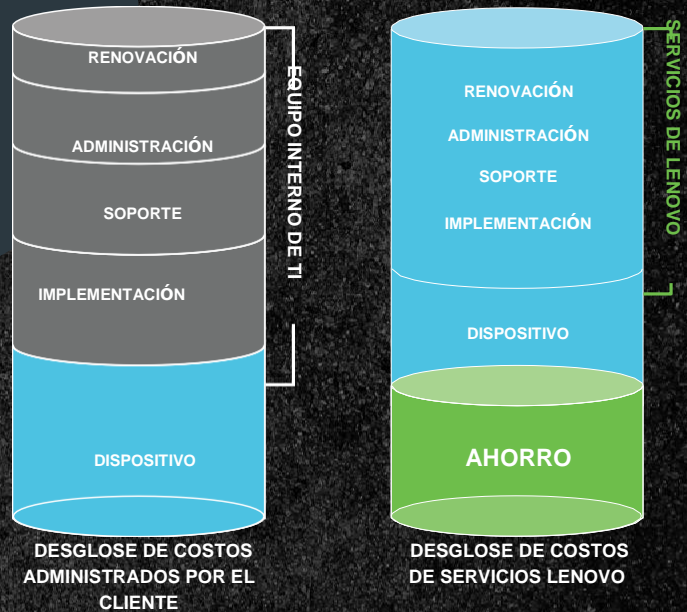 RENOVACIÓN
ADMINISTRACIÓN
SOPORTE
IMPLEMENTACIÓN
DISPOSITIVO
EQUIPO INTERNO DE TI
DESGLOSE DE COSTOS
ADMINISTRADOS POR EL
CLIENTE
RENOVACIÓN
ADMINISTRACIÓN
SOPORTE
IMPLEMENTACIÓN
DISPOSITIVO
AHORRO
SERVICIOS DE LENOVO
DESGLOSE DE COSTOS
DE SERVICIOS LENOVO